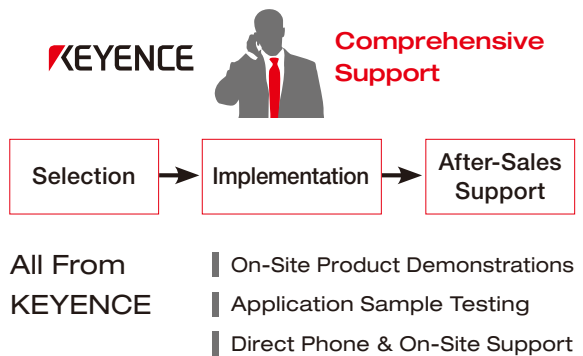 KEYENCE
Comprehensive
Support
Selection
Implementation
After-Sales
Support
All From
KEYENCE
On-Site Product Demonstrations
Application Sample Testing
Direct Phone & On-Site Support